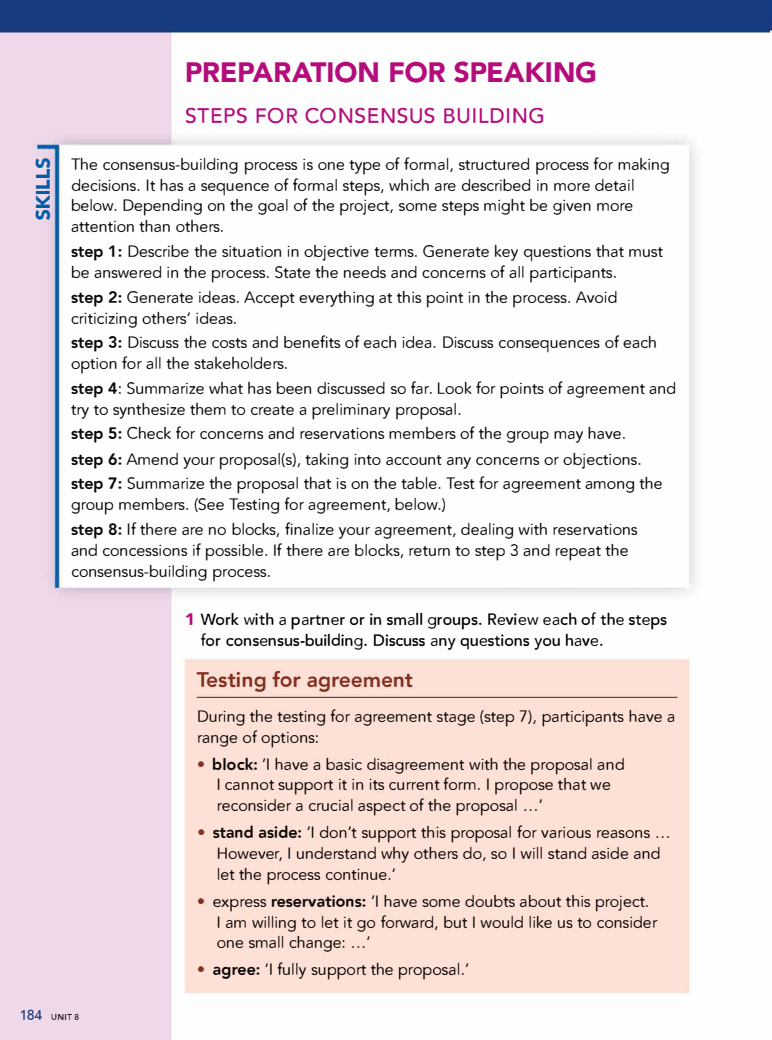 PREPARATION FOR SPEAKING
STEPS FOR CONSENSUS BUILDING
SKILLS
The consensus-building process is one type of formal, structured process for making
decisions. It has a sequence of formal steps, which are described in more detail
below. Depending on the goal of the project, some steps might be given more
attention than others.
step 1: Describe the situation in objective terms. Generate key questions that must
be answered in the process. State the needs and concerns of all participants.
step 2: Generate ideas. Accept everything at this point in the process. Avoid
criticizing others' ideas.
step 3: Discuss the costs and benefits of each idea. Discuss consequences of each
option for all the stakeholders.
step 4: Summarize what has been discussed so far. Look for points of agreement and
try to synthesize them to create a preliminary proposal.
step 5: Check for concerns and reservations members of the group may have.
step 6: Amend your proposal(s), taking into account any concerns or objections.
step 7: Summarize the proposal that is on the table. Test for agreement among the
group members. (See Testing for agreement, below.)
step 8: If there are no blocks, finalize your agreement, dealing with reservations
and concessions if possible. If there are blocks, return to step 3 and repeat the
consensus-building process.
1 Work with a partner or in small groups. Review each of the steps
for consensus-building. Discuss any questions you have.
Testing for agreement
During the testing for agreement stage (step 7), participants have a
range of options:
• block: 'I have a basic disagreement with the proposal and
I cannot support it in its current form. I propose that we
reconsider a crucial aspect of the proposal …'
• stand aside: 'I don't support this proposal for various reasons …
However, I understand why others do, so I will stand aside and
let the process continue.'
• express reservations: 'I have some doubts about this project.
I am willing to let it go forward, but I would like us to consider
one small change: …'
• agree: 'I fully support the proposal.'
184 UNIT 8